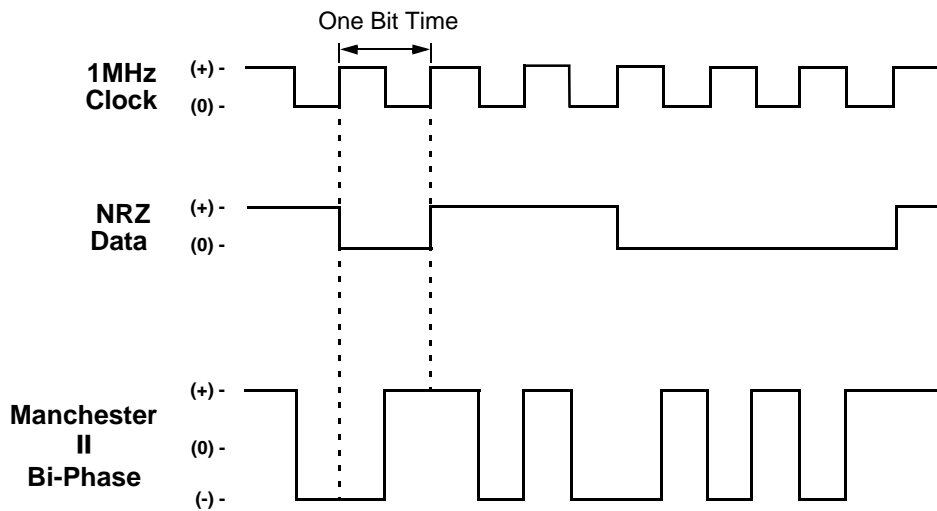 One Bit Time
1MHz
Clock
(+) -
(0) -
NRZ
Data
(+) -
(0) -
Manchester
II
Bi-Phase
(+) -
(0) -
(-) -